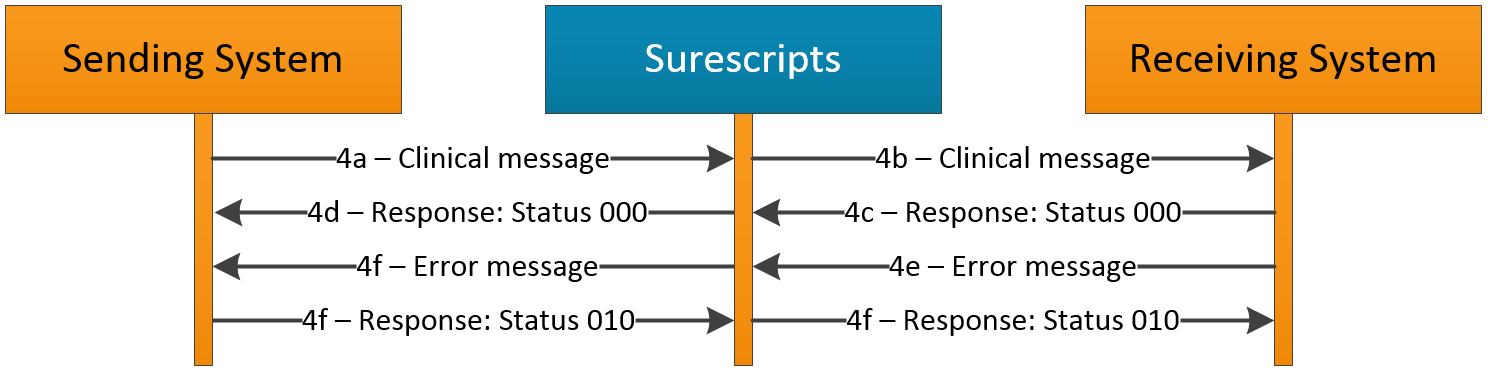 Sending System
Surescripts
Receiving System
4a – Clinical message
4b – Clinical message
4d – Response: Status 000
4c – Response: Status 000
4f – Error message
4e – Error message
4f – Response: Status 010
4f – Response: Status 010